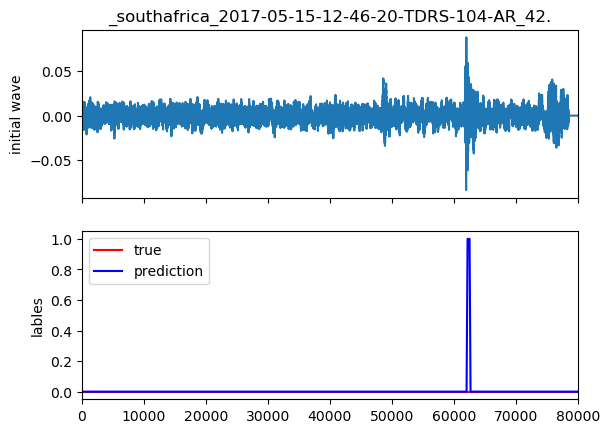 _southafrica_2017-05-15-12-46-20-TDRS-104-AR_42.
initial wave
0.05
0.00
−0.05
lables
1.0
0.8
0.6
0.4
0.2
0.0
true
prediction
0 10000 20000 30000 40000 50000 60000 70000 80000